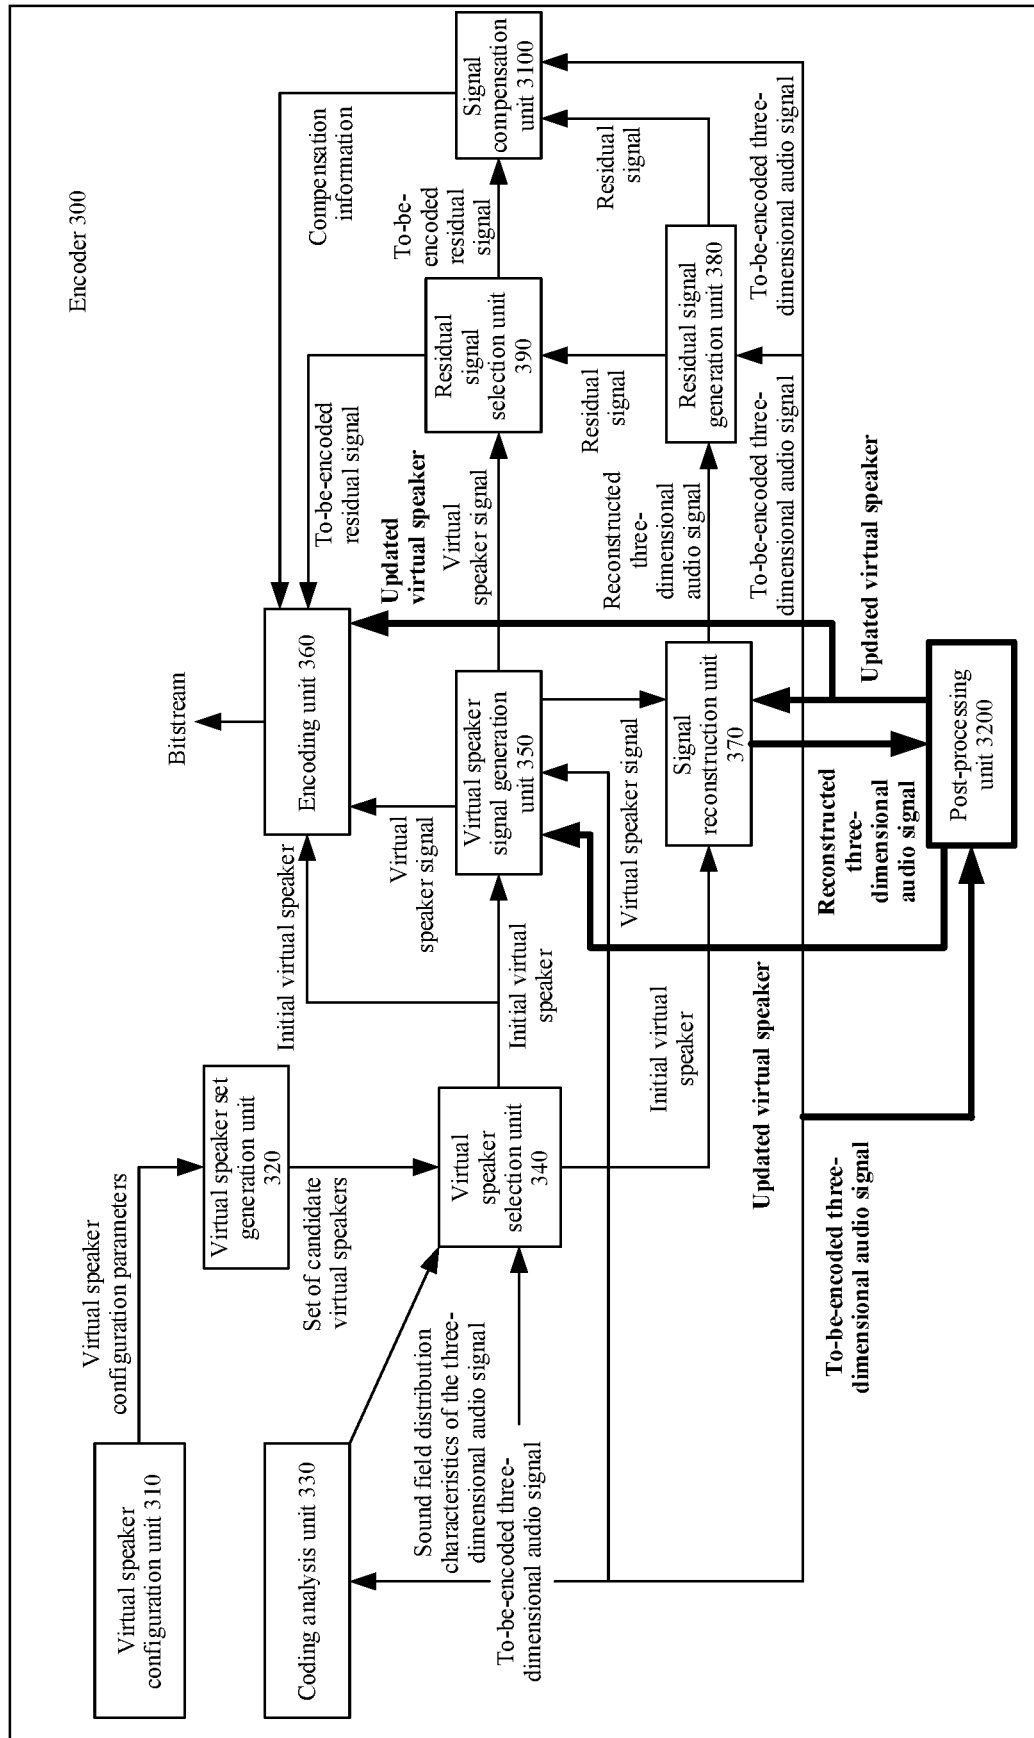 Encoder 300
Virtual speaker
configuration unit 310
Virtual speaker
configuration parameters
Virtual speaker set
generation unit
320
Set of candidate
virtual speakers
Coding analysis unit 330
Sound field distribution
characteristics of the three-
dimensional audio signal
To-be-encoded three-
dimensional audio signal
Virtual
speaker
selection unit
340
Initial virtual speaker
Initial virtual
speaker
Initial virtual
speaker
Bitstream
Encoding unit 360
Virtual
speaker signal
Virtual speaker
signal generation
unit 350
Virtual speaker signal
Signal
reconstruction unit
370
Updated virtual speaker
To-be-encoded three-
dimensional audio signal
Reconstructed
three-
dimensional
audio signal
Post-processing
unit 3200
Updated virtual speaker
Updated
virtual speaker
Virtual
speaker signal
Reconstructed
three-
dimensional
audio signal
To-be-encoded three-
dimensional audio signal
To-be-encoded
residual signal
Residual
signal
selection unit
390
Residual
signal
Residual signal
generation unit 380
Compensation
information
To-be-
encoded
residual
signal
Residual
signal
To-be-encoded three-
dimensional audio signal
Signal
compensation
unit 3100